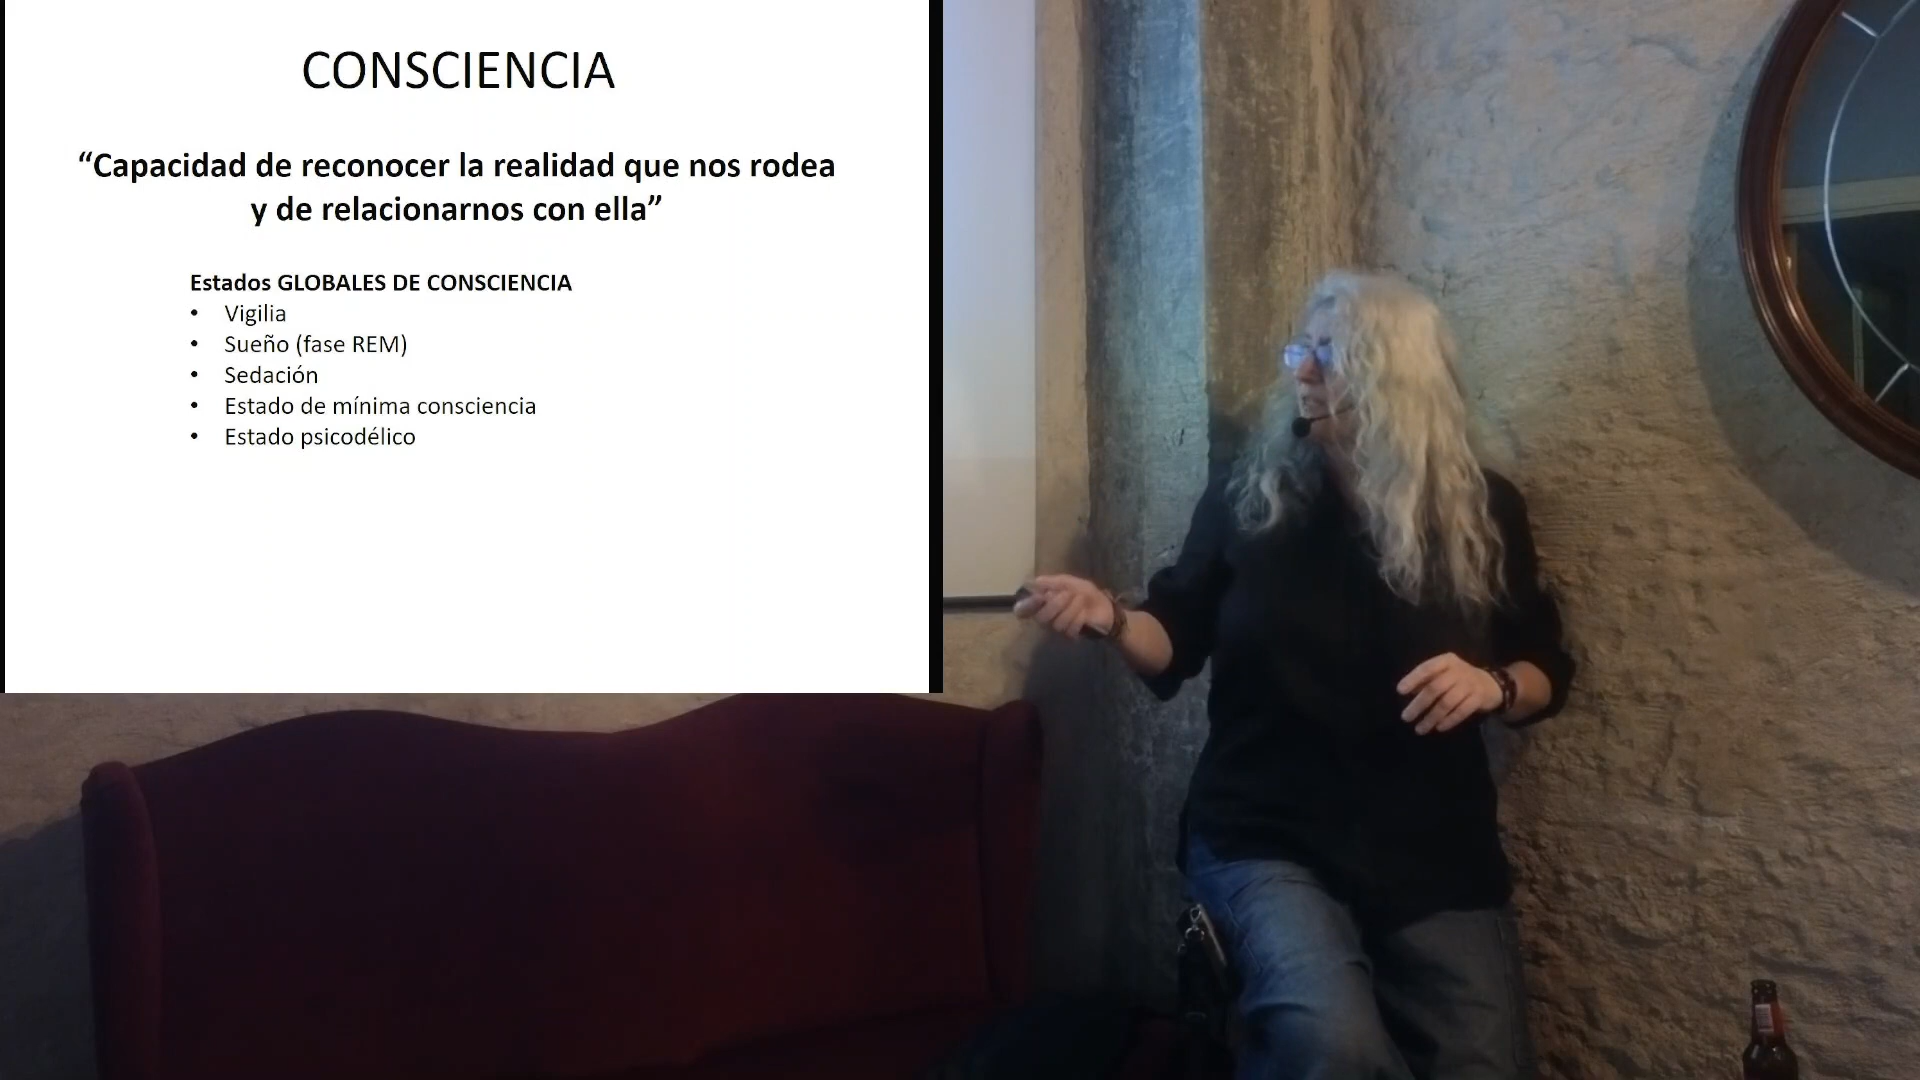 CONSCIENCIA
“Capacidad de reconocer la realidad que nos rodea
y de relacionarnos con ella”
Estados GLOBALES DE CONSCIENCIA
• Vigilia
• Sueño (fase REM)
• Sedación
• Estado de mínima consciencia
• Estado psicodélico